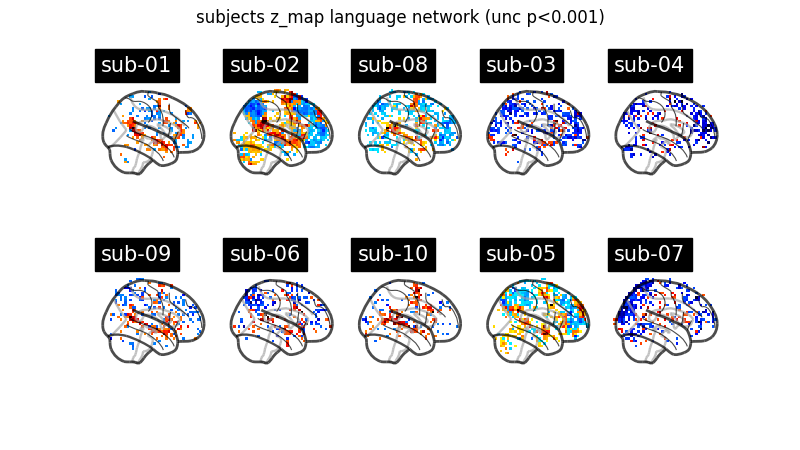 subjects z_map language network (unc p<0.001)
sub-01
sub-02
sub-08
sub-03
sub-04
sub-09
sub-06
sub-10
sub-05
sub-07